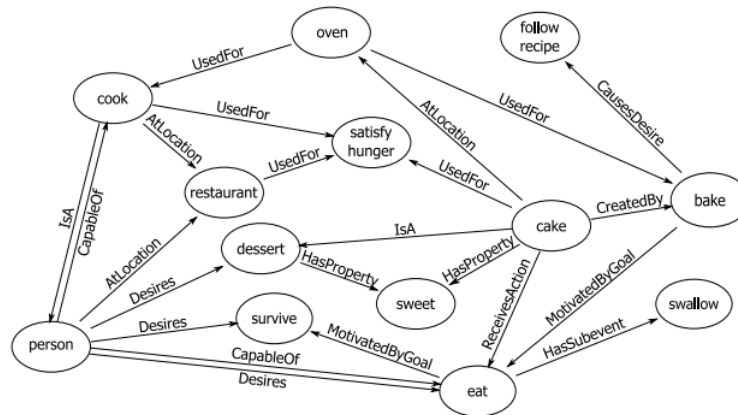 oven
follow
recipe
UsedFor
cook
UsedFor
AtLocation
UsedFor
CausesDesire
satisfy
hunger
AtLocation
UsedFor
UsedFor
restaurant
IsA
CapableOf
CreatedBy
bake
cake
IsA
dessert
AtLocation
HasProperty
HasProperty
Desires
sweet
ReceivesAction
MotivatedByGoal
swallow
survive
Desires
MotivatedByGoal
HasSubevent
person
CapableOf
Desires
eat